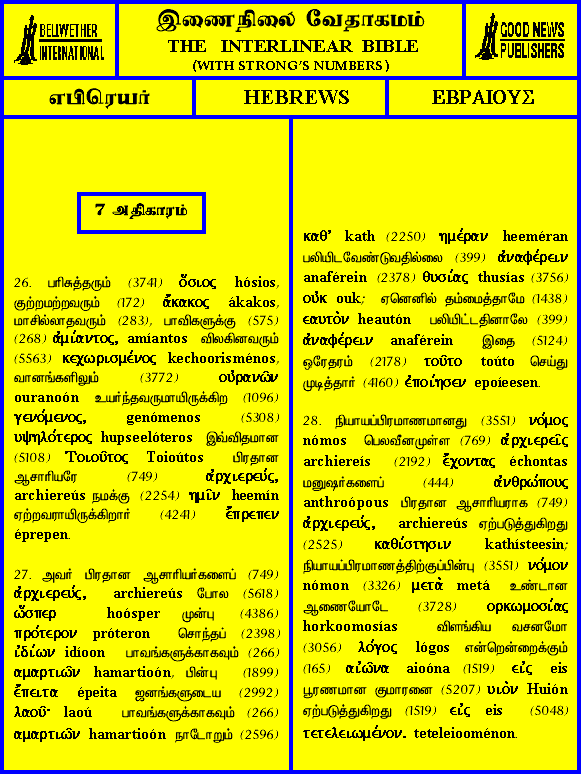 BELLWETHER
INTERNATIONAL
இணைநிலை வேதாகமம்
THE INTERLINEAR BIBLE
(WITH STRONG'S NUMBERS)
GOOD NEWS
PUBLISHERS
எபிரெயர்
HEBREWS
ΕΒΡΑΙΟΥΣ
7 அதிகாரம்
26. பரிசுத்தரும் (3741) ὅσιος hósios,
குற்றமற்றவரும் (172) ἄκακος ákakos,
மாசில்லாதவரும் (283), பாவிகளுக்கு (575)
(268) ἀμίαντος, amíantos விலகினவரும்
(5563) κεχωρισμένος kechoorisménos,
வானங்களிலும் (3772) οὐρανῶν
ouranoón உயர்ந்தவருமாயிருக்கிற (1096)
γενόμενος, genómenos (5308)
υψηλότερος hupseelóteros இவ்விதமான
(5108) Τοιοῦτος Toioútos பிரதான
ஆசாரியரே (749) ἀρχιερεύς,
archiereús நமக்கு (2254) ημῖν heemín
ஏற்றவராயிருக்கிறார் (4241) ἔπρεπεν
éprepen.
27. அவர் பிரதான ஆசாரியர்களைப் (749)
ἀρχιερεύς, archiereús போல (5618)
ὥσπερ hoósper முன்பு (4386)
πρότερον próteron சொந்தப் (2398)
ἰδίων idíoon பாவங்களுக்காகவும் (266)
αμαρτιῶν hamartioón, பின்பு (1899)
ἔπειτα épeita ஜனங்களுடைய (2992)
λαοῦ· laoú பாவங்களுக்காகவும் (266)
αμαρτιῶν hamartioón நாடோறும் (2596)
καθ' kath (2250) ημέραν heeméran
பலியிடவேண்டுவதில்லை (399) ἀναφέρειν
anaférein (2378) θυσίας thusías (3756)
οὐκ ouk; ஏனெனில் தம்மைத்தாமே (1438)
εαυτὸν heautón பலியிட்டதினாலே (399)
ἀναφέρειν anaférein இதை (5124)
ஒரேதரம் (2178) τοῦτο toúto செய்து
முடித்தார் (4160) ἐποίησεν epoíeesen.
28. நியாயப்பிரமாணமானது (3551) νόμος
nómos பெலவீனமுள்ள (769) ἀρχιερεῖς
archiereís (2192) ἔχοντας échontas
மனுஷர்களைப் (444) ἀνθρώπους
anthroópous பிரதான ஆசாரியராக (749)
ἀρχιερεύς, archiereús ஏற்படுத்துகிறது
(2525) καθίστησιν kathísteesin;
நியாயப்பிரமாணத்திற்குப்பின்பு (3551) νόμον
nómon (3326) μετὰ metá உண்டான
ஆணையோடே (3728) ορκωμοσίας
horkoomosías விளங்கிய வசனமோ
(3056) λόγος lógos என்றென்றைக்கும்
(165) αἰῶνα aioóna (1519) εἰς eis
பூரணமான குமாரனை (5207) υιὸν Huión
ஏற்படுத்துகிறது (1519) εἰς eis (5048)
τετελειωμένον. teteleiooménon.